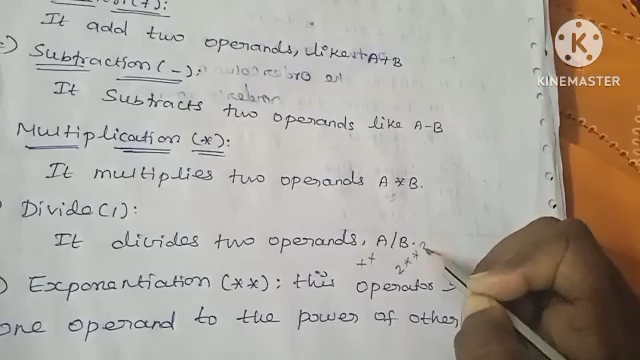 It add two operands, like A+B
c) Subtraction (-):
It Subtracts two operands like A-B
Multiplication (*):
It multiplies two operands A * B.
Divide(/):
It divides two operands, A/B.
2**
) Exponentiation (**): this operator
one operand to the power of other
KINEMASTER